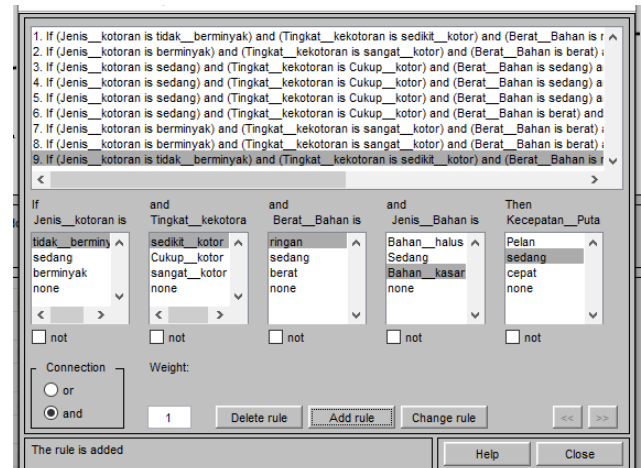 1. If (Jenis__kotoran is tidak__berminyak) and (Tingkat__kekotoran is sedikit__kotor) and (Berat__Bahan is r
2. If (Jenis__kotoran is berminyak) and (Tingkat__kekotoran is sangat__kotor) and (Berat__Bahan is berat) a
3. If (Jenis__kotoran is sedang) and (Tingkat__kekotoran is Cukup__kotor) and (Berat__Bahan is sedang) a
4. If (Jenis__kotoran is sedang) and (Tingkat__kekotoran is Cukup__kotor) and (Berat__Bahan is sedang) a
5. If (Jenis__kotoran is sedang) and (Tingkat__kekotoran is Cukup__kotor) and (Berat__Bahan is sedang) a
6. If (Jenis__kotoran is sedang) and (Tingkat__kekotoran is Cukup__kotor) and (Berat__Bahan is berat) and
7. If (Jenis__kotoran is berminyak) and (Tingkat__kekotoran is sangat__kotor) and (Berat__Bahan is berat) a
8. If (Jenis__kotoran is berminyak) and (Tingkat__kekotoran is sangat__kotor) and (Berat__Bahan is berat) a
9. If (Jenis__kotoran is tidak__berminyak) and (Tingkat__kekotoran is sedikit__kotor) and (Berat__Bahan is r
If and and and Then
Jenis__kotoran is Tingkat__kekotora Berat__Bahan is Jenis__Bahan is Kecepatan__Puta
tidak__berminy sedikit__kotor ringan Bahan__halus Pelan
sedang Cukup__kotor sedang Sedang sedang
berminyak sangat__kotor berat Bahan__kasar cepat
none none none none none
not not not not not
Connection Weight:
or
and 1 Delete rule Add rule Change rule << >>
The rule is added Help Close